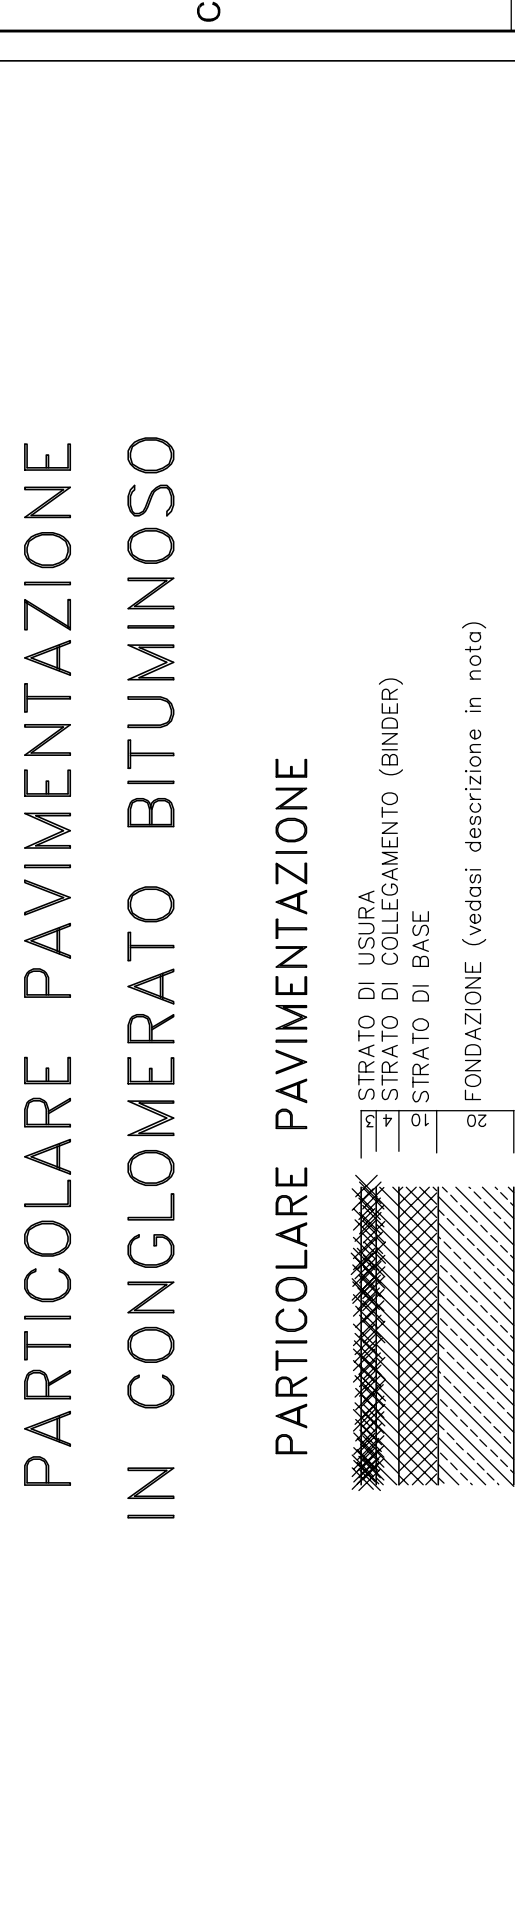 C
PARTICOLARE PAVIMENTAZIONE
IN CONGLOMERATO BITUMINOSO
PARTICOLARE PAVIMENTAZIONE
3 STRATO DI USURA
4 STRATO DI COLLEGAMENTO (BINDER)
10 STRATO DI BASE
20 FONDAZIONE (vedasi descrizione in nota)